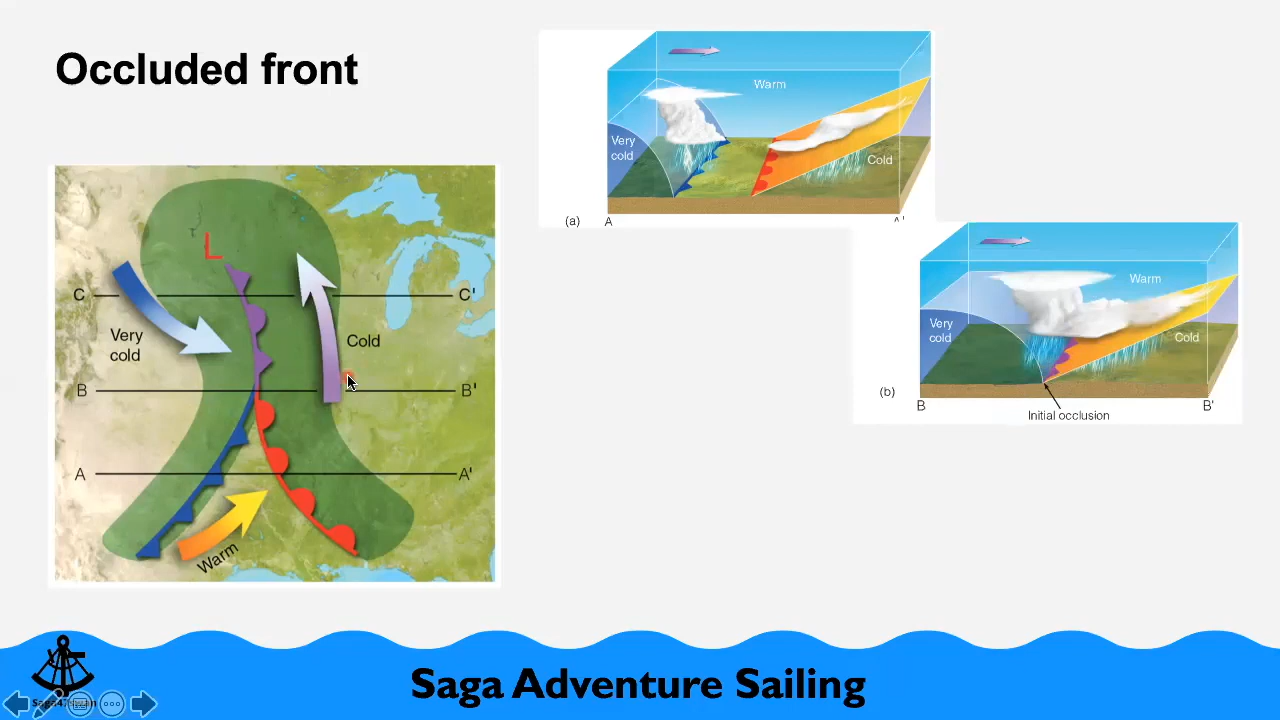 Occluded front
L
C
C'
Very
cold
Cold
B
B'
A
A'
Warm
Warm
Very
cold
Cold
(a)
A
A'
Warm
Very
cold
Cold
(b)
B
B'
Initial occlusion
Saga Adventure Sailing